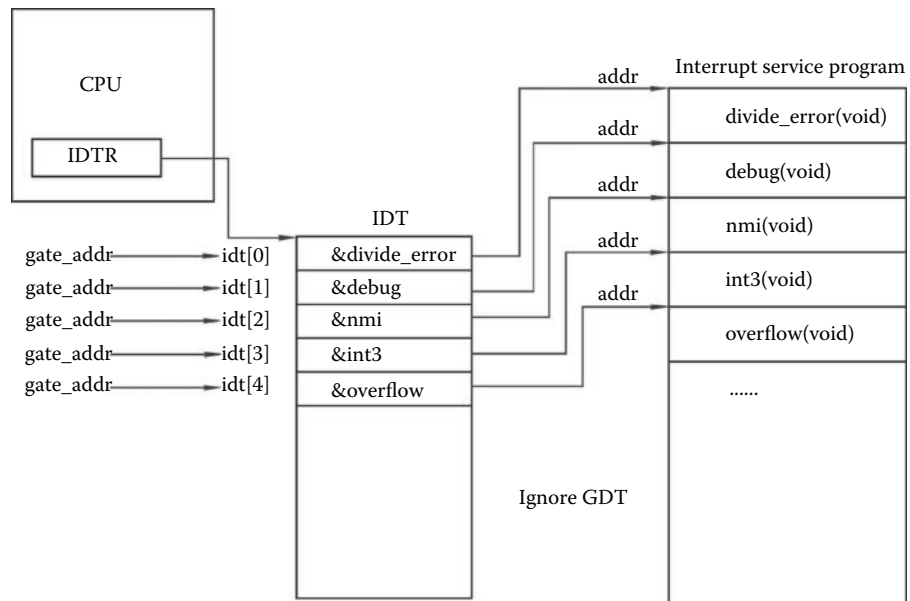 CPU
IDTR
IDT
gate_addr
idt[0]
&divide_error
gate_addr
idt[1]
&debug
gate_addr
idt[2]
&nmi
gate_addr
idt[3]
&int3
gate_addr
idt[4]
&overflow
addr
addr
addr
addr
addr
Ignore GDT
Interrupt service program
divide_error(void)
debug(void)
nmi(void)
int3(void)
overflow(void)
......